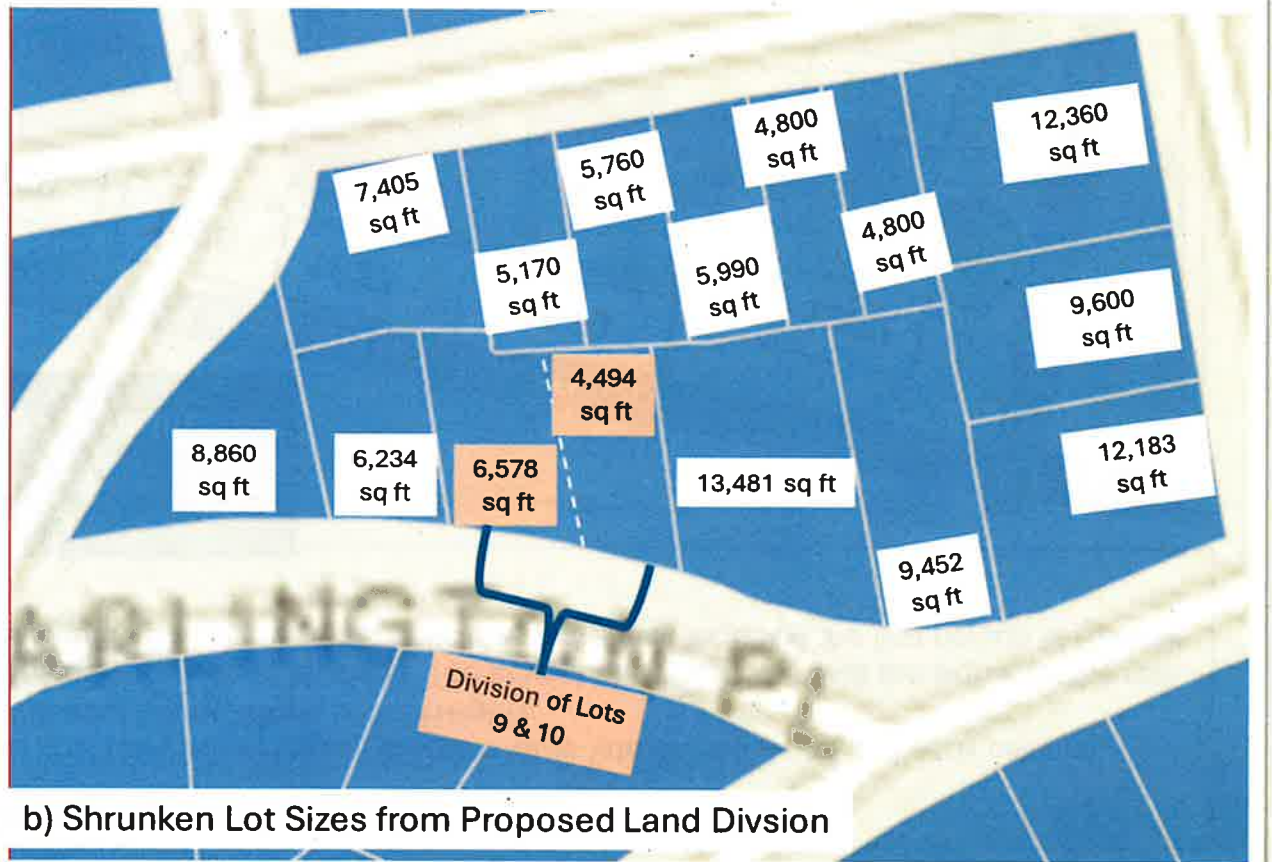 12,360
sq ft
4,800
sq ft
5,760
sq ft
7,405
sq ft
4,800
sq ft
5,170
sq ft
5,990
sq ft
9,600
sq ft
4,494
sq ft
8,860
sq ft
6,234
sq ft
6,578
sq ft
13,481 sq ft
12,183
sq ft
9,452
sq ft
ARLINGTON PL
Division of Lots
9 & 10
b) Shrunken Lot Sizes from Proposed Land Divsion